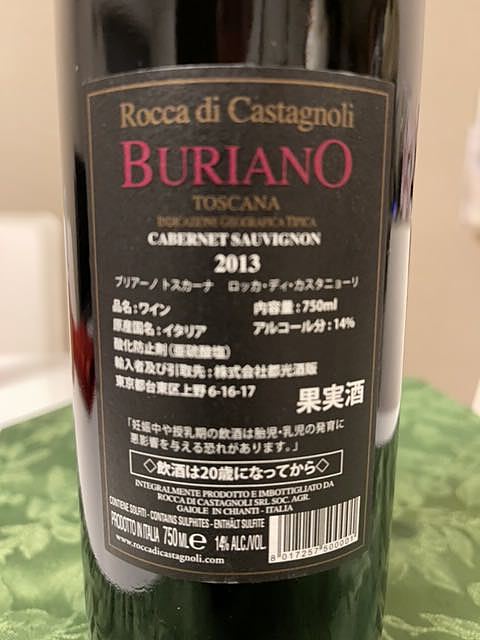 Rocca di Castagnoli
BURIANO
TOSCANA
INDICAZIONE GEOGRAFICA TIPICA
CABERNET SAUVIGNON
2013
ブリアーノ トスカーナ ロッカ・ディ・カスタニョーリ
品名:ワイン 内容量:750ml
原産国名:イタリア アルコール分:14%
酸化防止剤(亜硫酸塩)
輸入者及び引取先:株式会社都光酒販
東京都台東区上野6-16-17
果実酒
「妊娠中や授乳期の飲酒は胎児・乳児の発育に
悪影響を与える恐れがあります。」
◇飲酒は20歳になってから◇
INTEGRALMENTE PRODOTTO E IMBOTTIGLIATO DA
ROCCA DI CASTAGNOLI SRL SOC. AGR.
GAIOLE IN CHIANTI - ITALIA
CONTIENE SOLFITI - CONTAINS SULPHITES - ENTHÄLT SULFITE
PRODOTTO IN ITALIA 750 ML e 14% ALC./VOL.
www.roccadicastagnoli.com
8 017257 500001